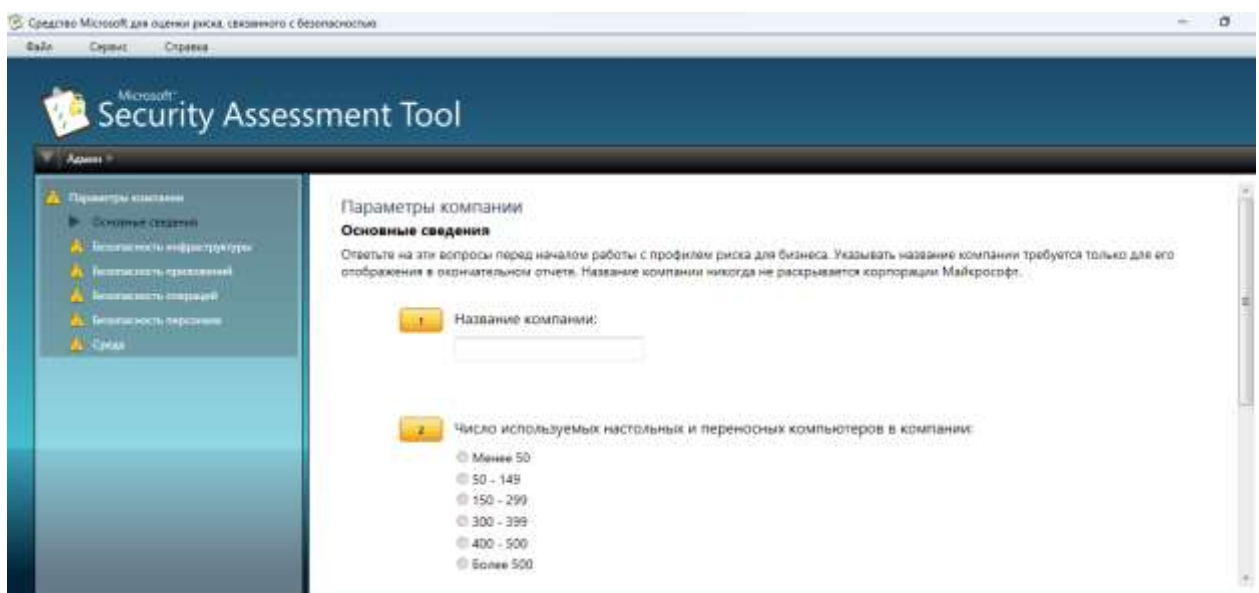 Средство Microsoft для оценки риска, связанного с безопасностью
Файл Сервис Справка
Microsoft
Security Assessment Tool
Админ
Параметры компании
Основные сведения
Безопасность инфраструктуры
Безопасность приложений
Безопасность операций
Безопасность персонала
Среда
Параметры компании
Основные сведения
Ответьте на эти вопросы перед началом работы с профилем риска для бизнеса. Указывать название компании требуется только для его
отображения в окончательном отчете. Название компании никогда не раскрывается корпорации Майкрософт.
1 Название компании:
2 Число используемых настольных и переносных компьютеров в компании:
Менее 50
50 - 149
150 - 299
300 - 399
400 - 500
Более 500